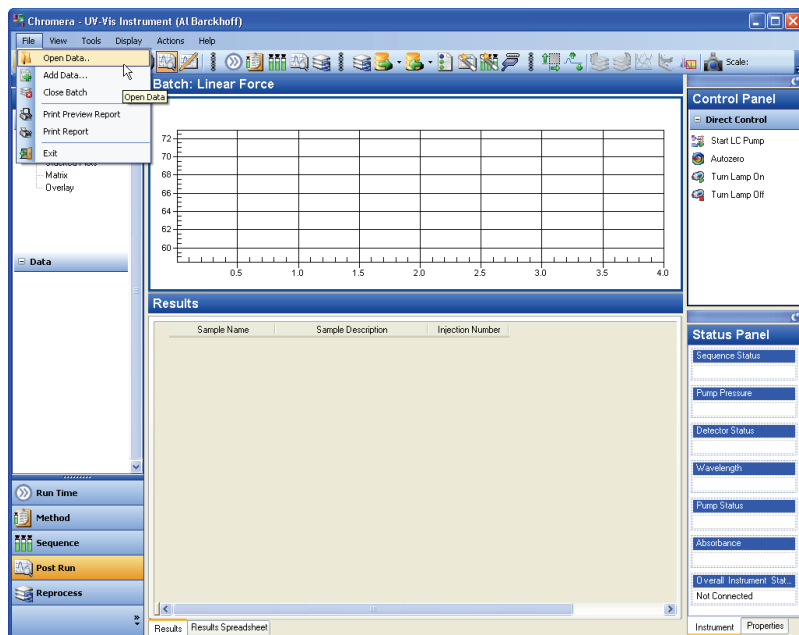 Chromera - UV-Vis Instrument (Al Barckhoff)
File View Tools Display Actions Help
Open Data..
Add Data...
Close Batch
Open Data
Print Preview Report
Print Report
Exit
Matrix
Overlay
Data
Scale:
Batch: Linear Force
72
70
68
66
64
62
60
0.5 1.0 1.5 2.0 2.5 3.0 3.5 4.0
Results
Sample Name Sample Description Injection Number
Results Results Spreadsheet
Run Time
Method
Sequence
Post Run
Reprocess
Control Panel
Direct Control
Start LC Pump
Autozero
Turn Lamp On
Turn Lamp Off
Status Panel
Sequence Status
Pump Pressure
Detector Status
Wavelength
Pump Status
Absorbance
Overall Instrument Stat...
Not Connected
Instrument Properties